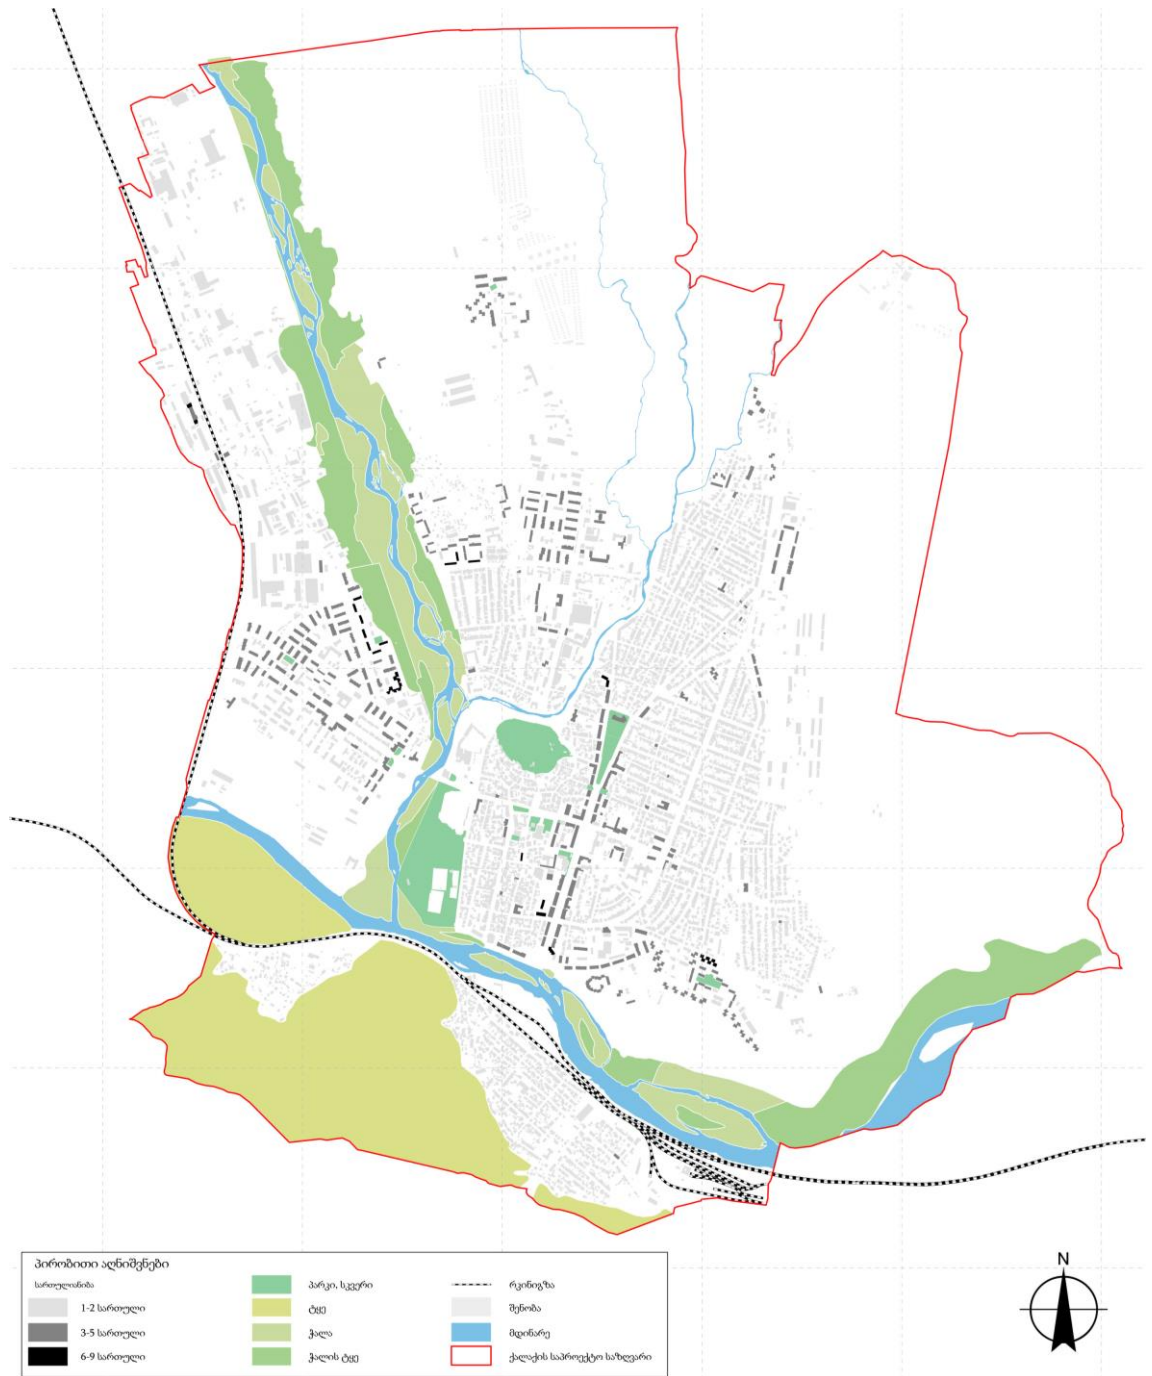 N
პირობითი აღნიშვნები
სართულიანობა
1-2 სართული
3-5 სართული
6-9 სართული
პარკი, სკვერი
ტყე
ჭალა
ჭალის ტყე
რკინიგზა
შენობა
მდინარე
ქალაქის საპროექტო საზღვარი